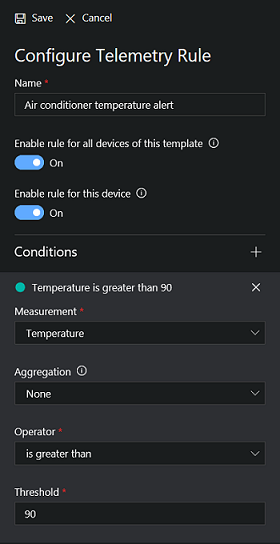 Save Cancel
Configure Telemetry Rule
Name *
Air conditioner temperature alert
Enable rule for all devices of this template
On
Enable rule for this device
On
Conditions
Temperature is greater than 90
Measurement *
Temperature
Aggregation
None
Operator *
is greater than
Threshold *
90